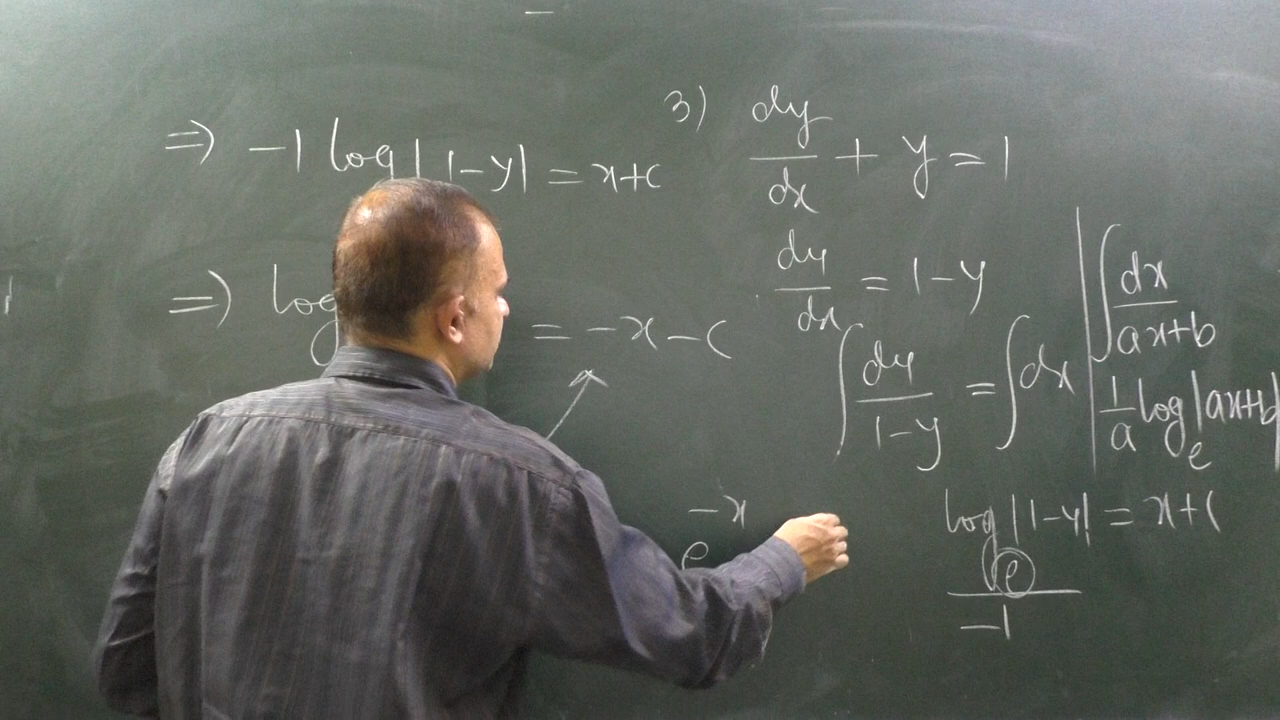 =) -1 log |1-y| = x+c
=) log = -x-c
e^-x
3) dy/dx + y = 1
dy/dx = 1-y
∫ dy/1-y = ∫ dx
∫ dx/ax+b
1/a log_e |ax+b|
log_e |1-y| / -1 = x+c